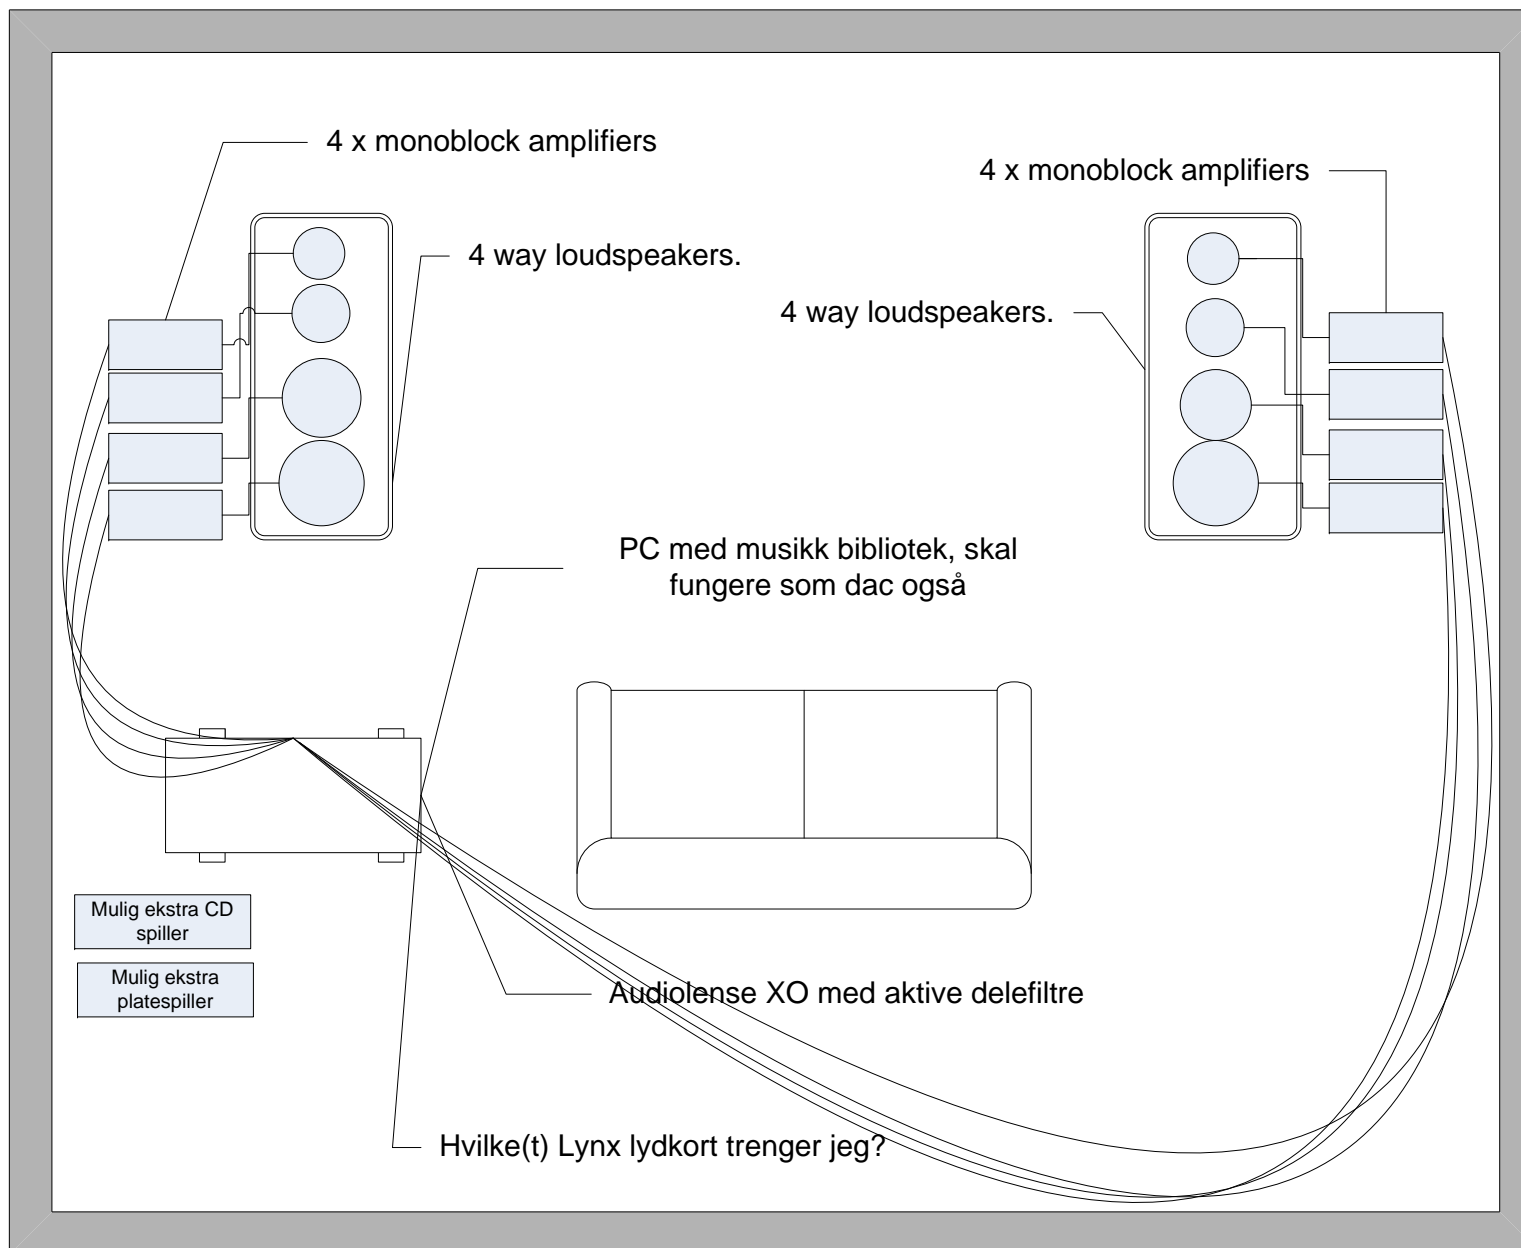 4 x monoblock amplifiers
4 x monoblock amplifiers
4 way loudspeakers.
4 way loudspeakers.
PC med musikk bibliotek, skal
fungere som dac også
Mulig ekstra CD
spiller
Mulig ekstra
platespiller
Audiolense XO med aktive delefiltre
Hvilke(t) Lynx lydkort trenger jeg?